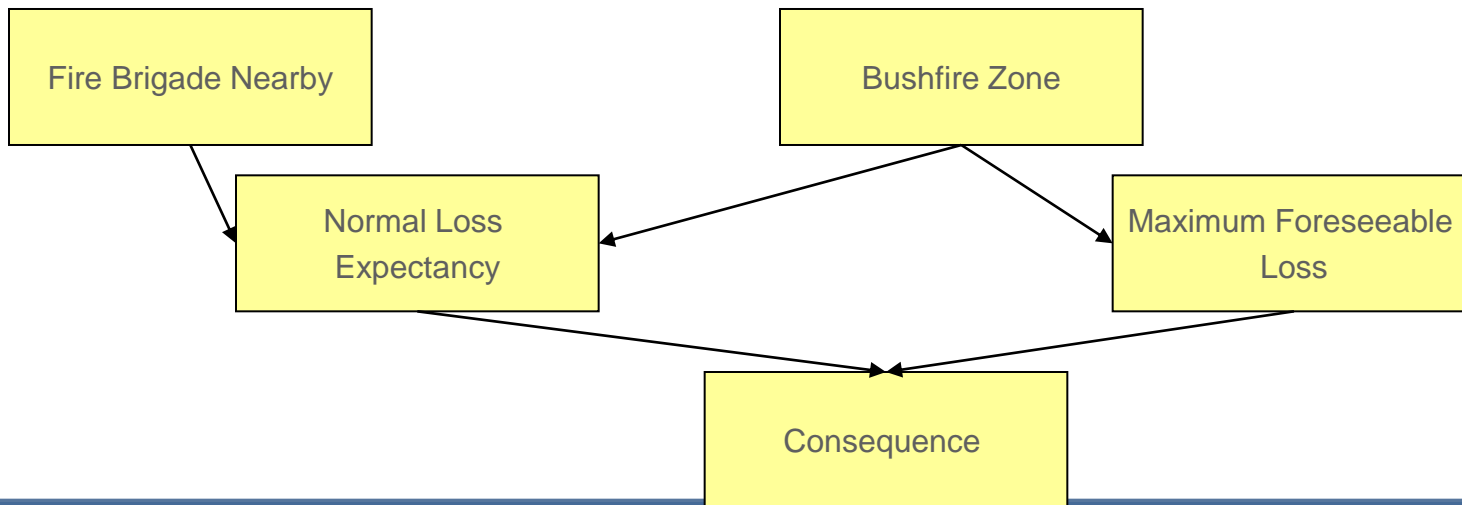 Fire Brigade Nearby
Bushfire Zone
Normal Loss
Expectancy
Maximum Foreseeable
Loss
Consequence